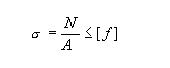 σ = N/A ≤ [f]